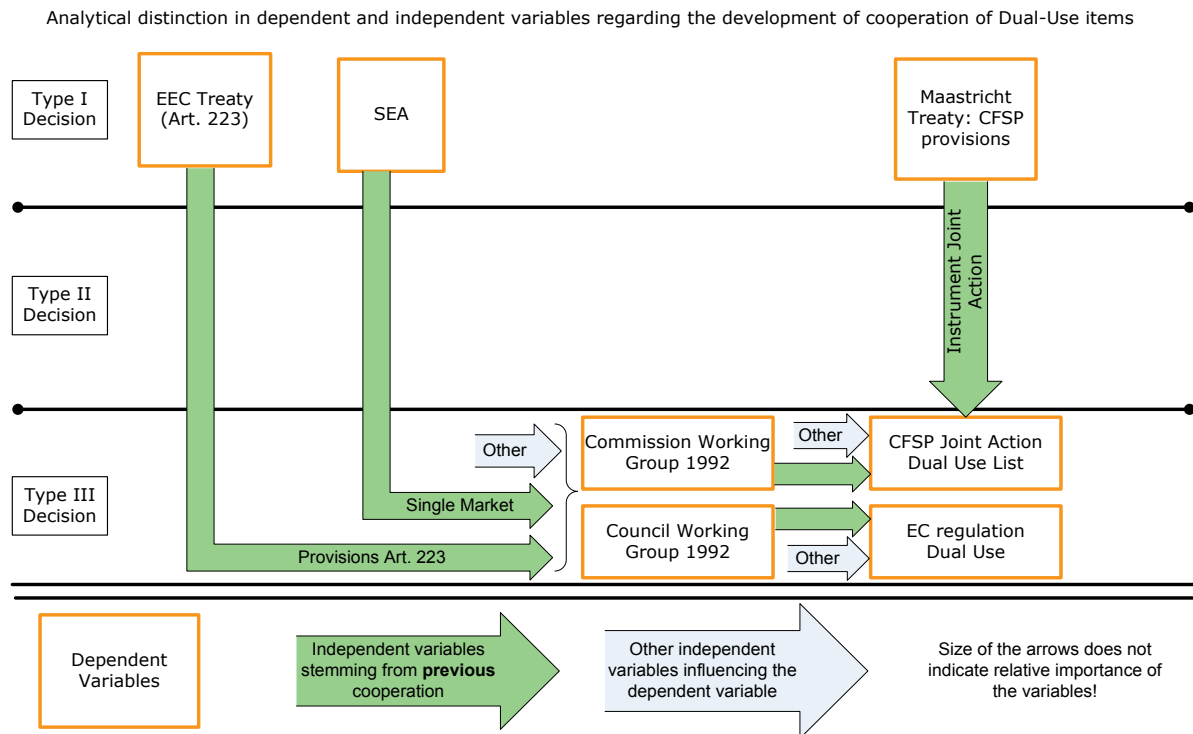 Analytical distinction in dependent and independent variables regarding the development of cooperation of Dual-Use items
Type I
Decision
EEC Treaty
(Art. 223)
SEA
Maastricht
Treaty: CFSP
provisions
Instrument Joint
Action
Type II
Decision
Type III
Decision
Other
Single Market
Provisions Art. 223
Commission Working
Group 1992
Council Working
Group 1992
Other
Other
CFSP Joint Action
Dual Use List
EC regulation
Dual Use
Dependent
Variables
Independent variables
stemming from previous
cooperation
Other independent
variables influencing the
dependent variable
Size of the arrows does not
indicate relative importance of
the variables!